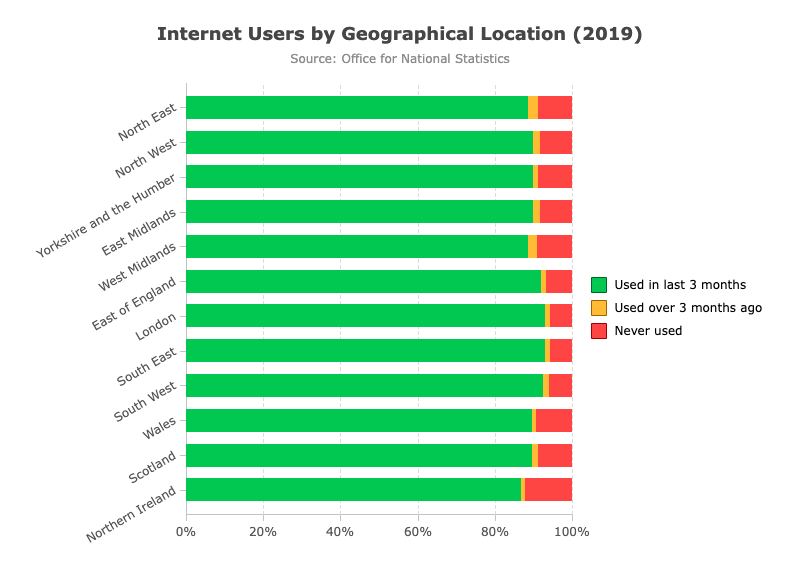 Internet Users by Geographical Location (2019)
Source: Office for National Statistics
North East
North West
Yorkshire and the Humber
East Midlands
West Midlands
East of England
London
South East
South West
Wales
Scotland
Northern Ireland
0% 20% 40% 60% 80% 100%
Used in last 3 months
Used over 3 months ago
Never used